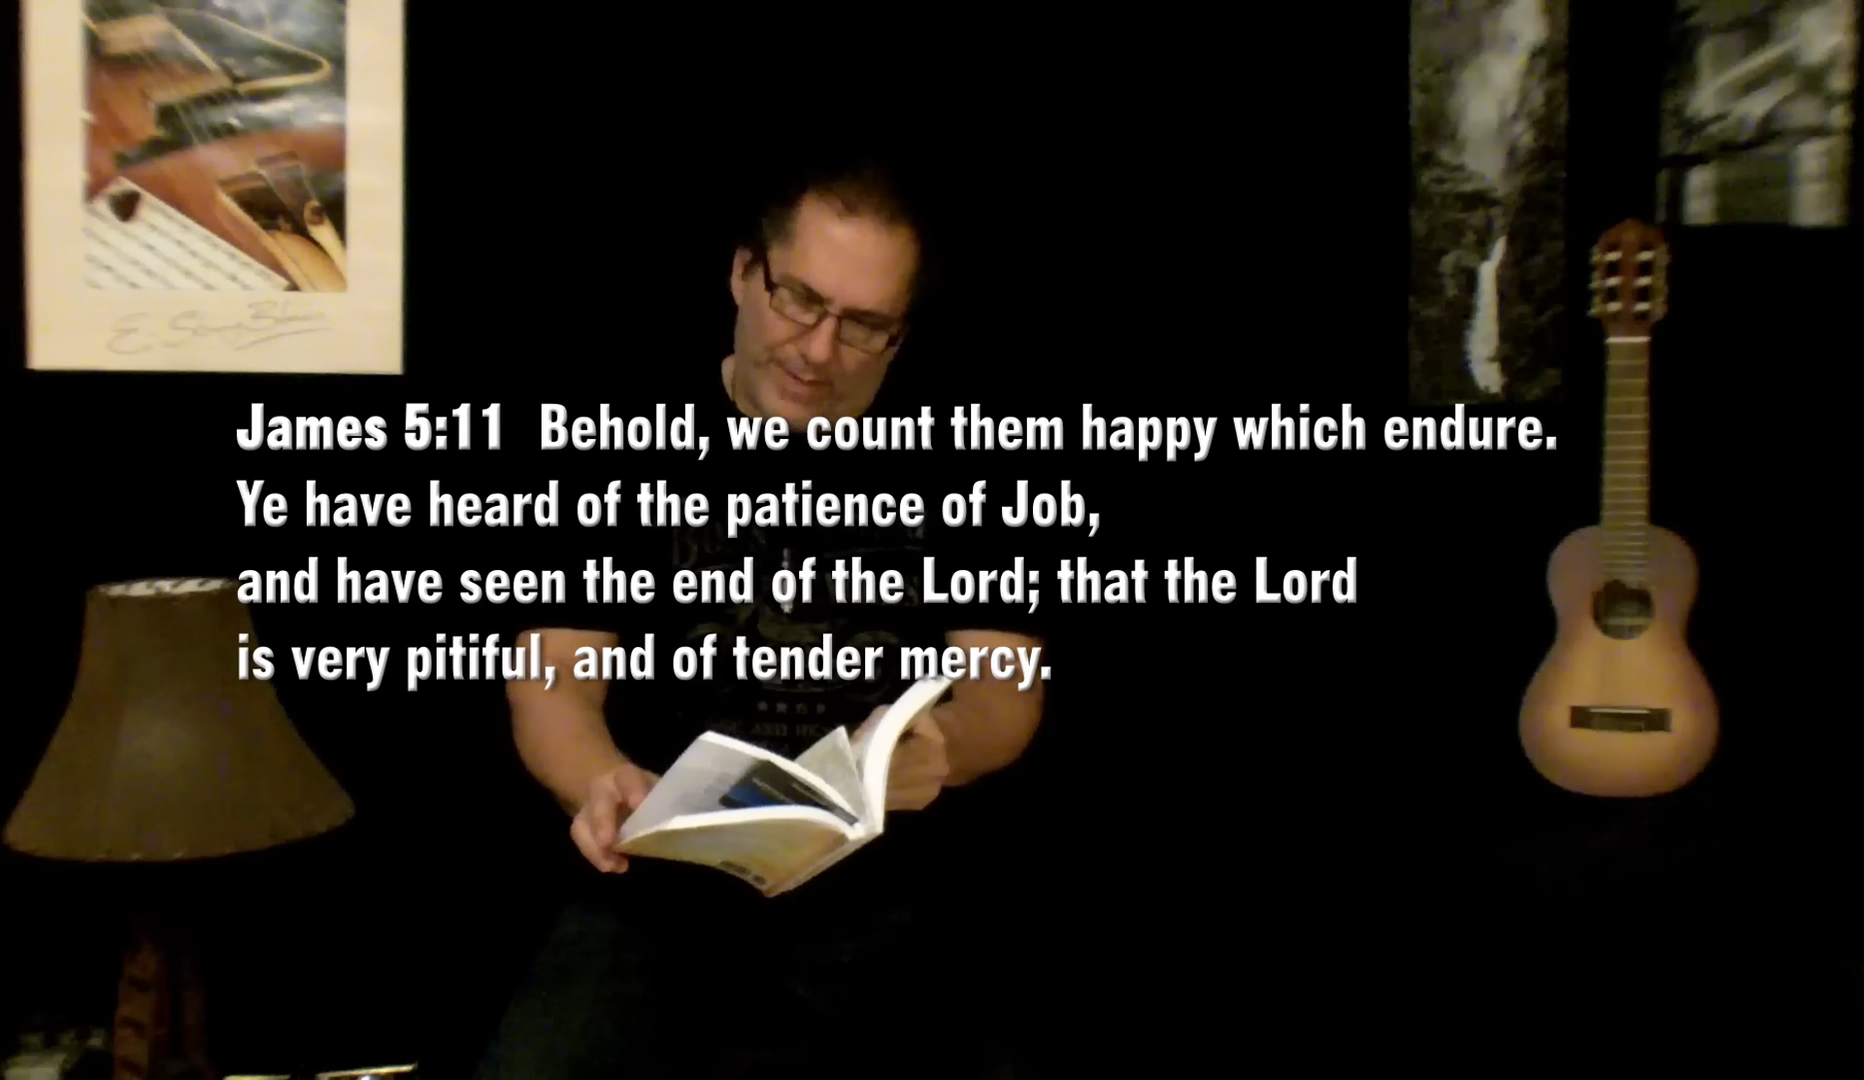 James 5:11 Behold, we count them happy which endure.
Ye have heard of the patience of Job,
and have seen the end of the Lord; that the Lord
is very pitiful, and of tender mercy.